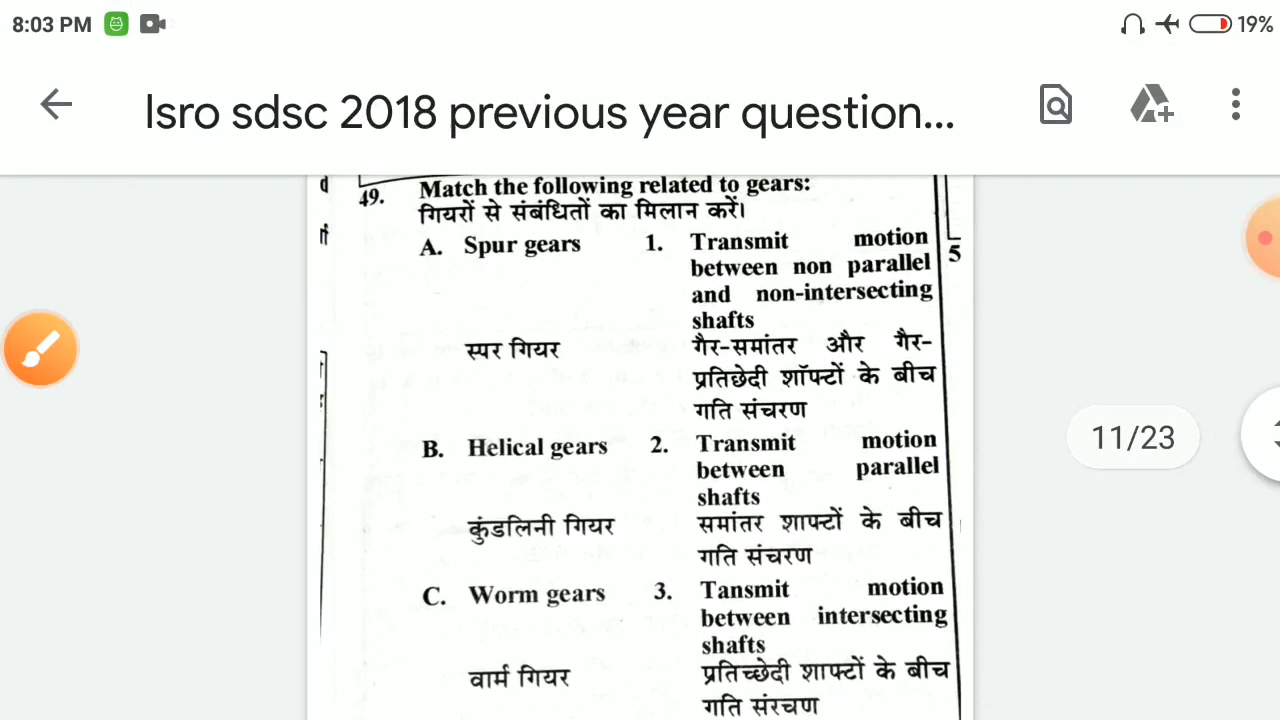 8:03 PM
19%
Isro sdsc 2018 previous year question...
49. Match the following related to gears:
गियरों से संबंधितों का मिलान करें।
A. Spur gears 1. Transmit motion
between non parallel
and non-intersecting
shafts
5
स्पर गियर गैर-समांतर और गैर-
प्रतिछेदी शॉफ्टों के बीच
गति संचरण
B. Helical gears 2. Transmit motion
between parallel
shafts
कुंडलिनी गियर समांतर शाफ्टों के बीच
गति संचरण
11/23
C. Worm gears 3. Tansmit motion
between intersecting
shafts
वार्म गियर प्रतिच्छेदी शाफ्टों के बीच
गति संरचण